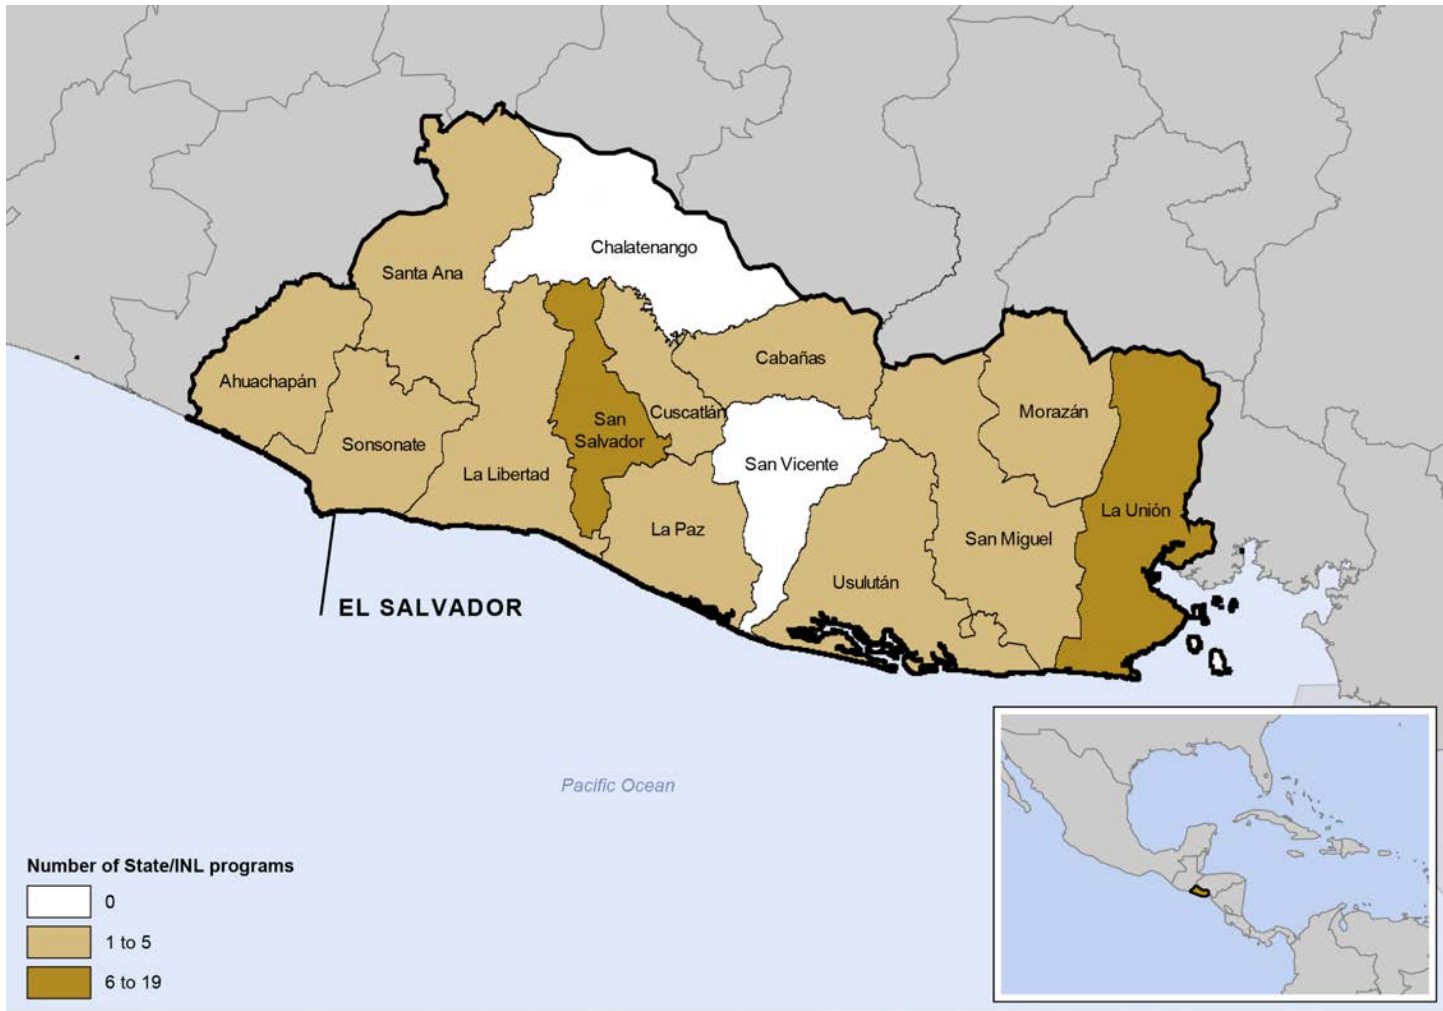 Chalatenango
Santa Ana
Cabañas
Ahuachapán
Cuscatlán
Morazán
San
Salvador
Sonsonate
San Vicente
La Libertad
La Unión
La Paz
San Miguel
Usulután
EL SALVADOR
Pacific Ocean
Number of State/INL programs
0
1 to 5
6 to 19